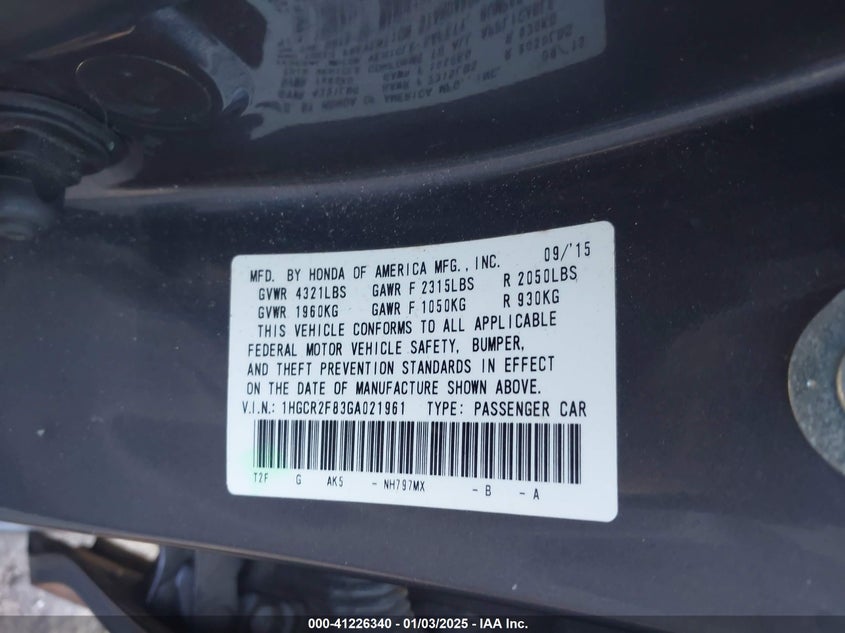 MFD. BY HONDA OF AMERICA MFG., INC. 09/'15
GVWR 4321LBS GAWR F 2315LBS R 2050LBS
GVWR 1960KG GAWR F 1050KG R 930KG
THIS VEHICLE CONFORMS TO ALL APPLICABLE
FEDERAL MOTOR VEHICLE SAFETY, BUMPER,
AND THEFT PREVENTION STANDARDS IN EFFECT
ON THE DATE OF MANUFACTURE SHOWN ABOVE.
V.I.N.: 1HGCR2F83GA021961 TYPE: PASSENGER CAR
T2F G AK5 - NH797MX - B - A
000-41226340 — 01/03/2025 — IAA Inc.